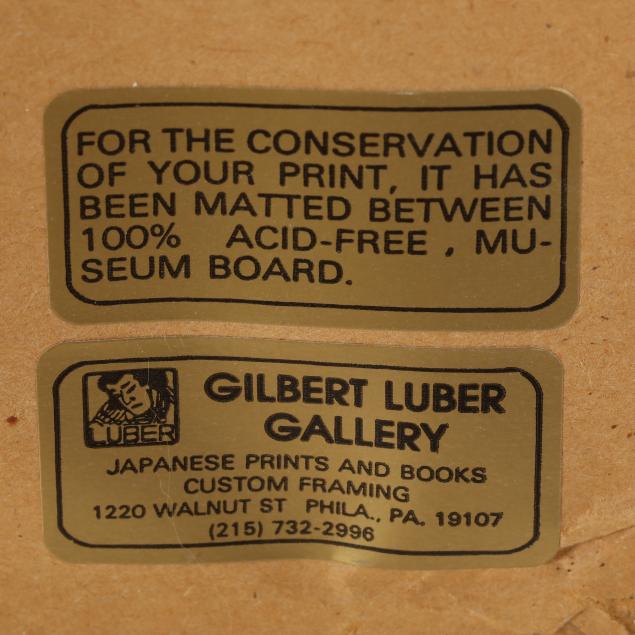 FOR THE CONSERVATION
OF YOUR PRINT, IT HAS
BEEN MATTED BETWEEN
100% ACID-FREE , MU-
SEUM BOARD.
LUBER
GILBERT LUBER
GALLERY
JAPANESE PRINTS AND BOOKS
CUSTOM FRAMING
1220 WALNUT ST PHILA., PA. 19107
(215) 732-2996